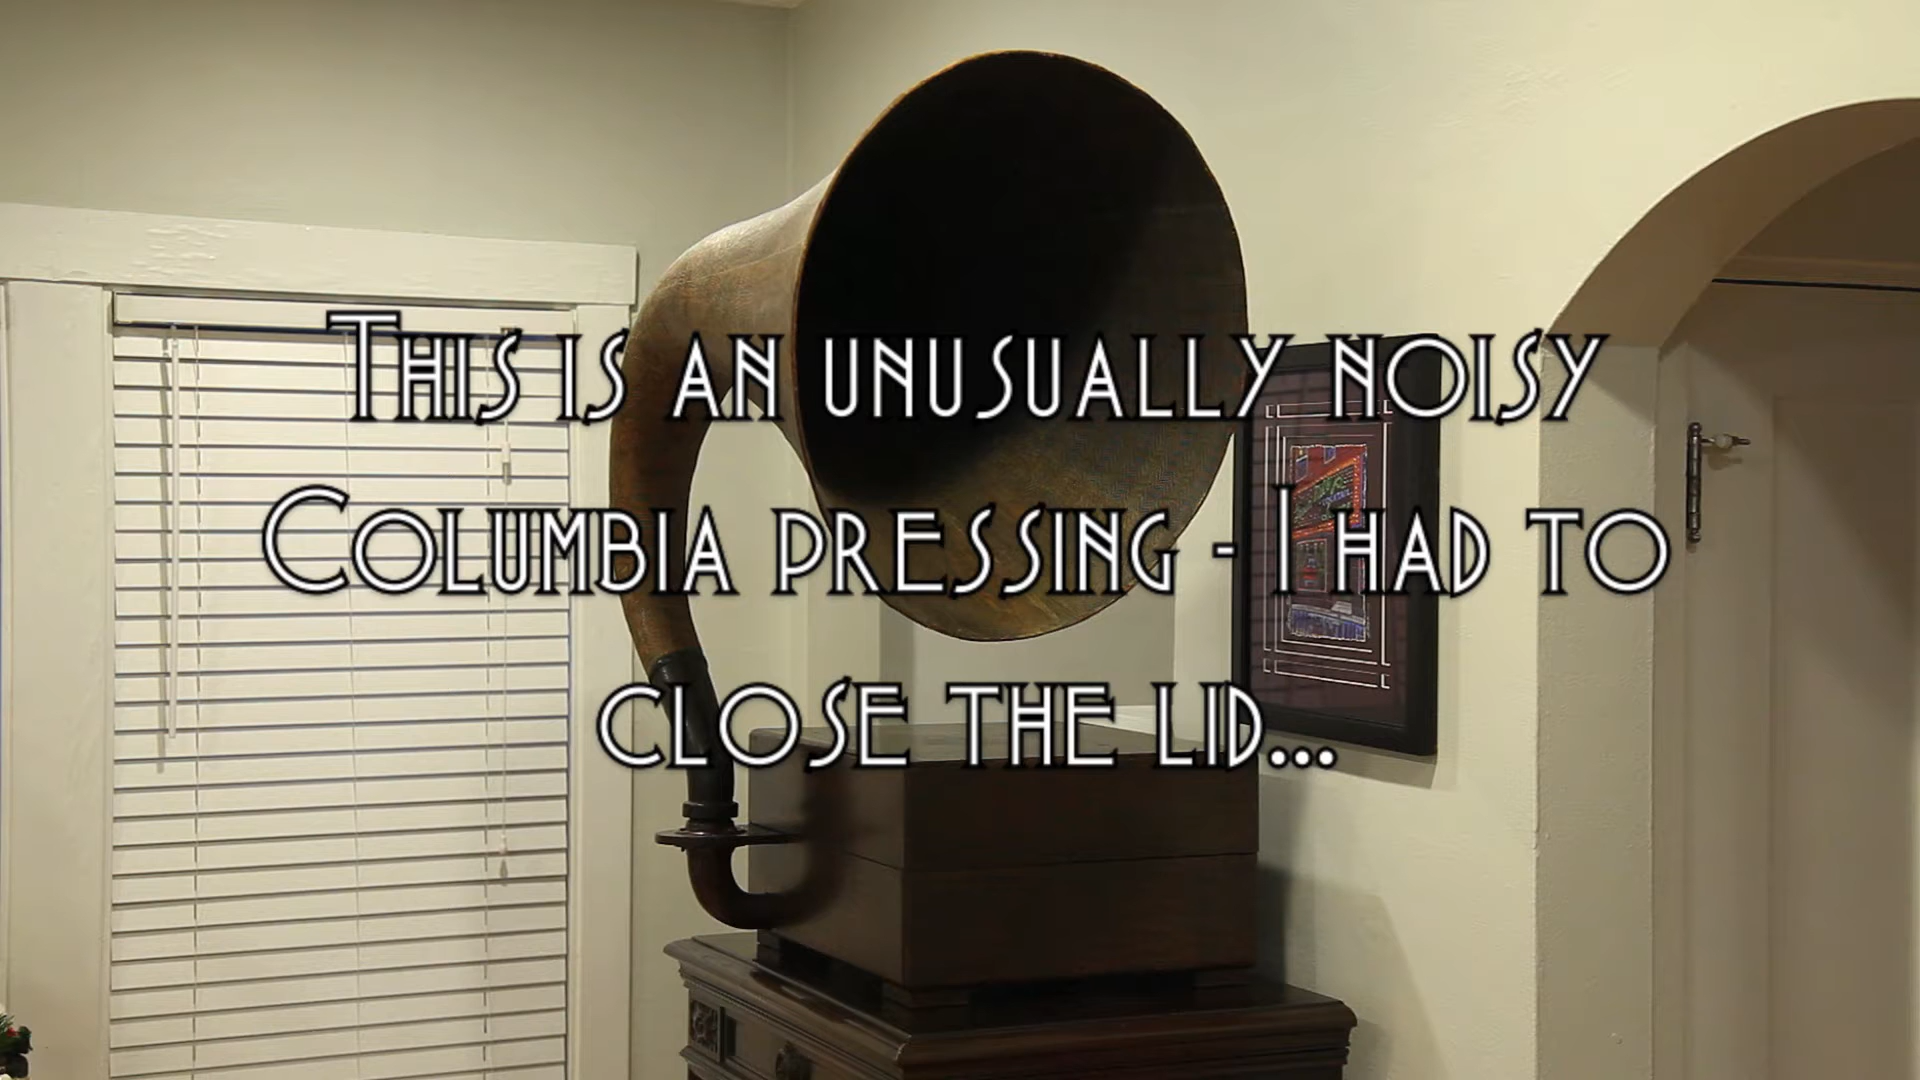 This is an unusually noisy
Columbia pressing - I had to
close the lid...